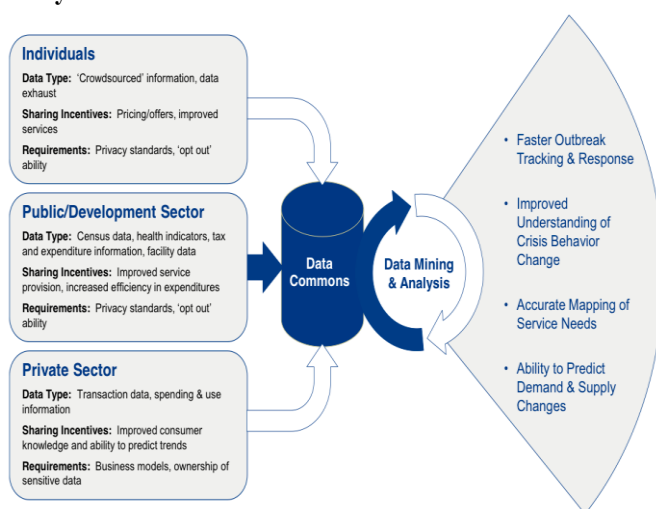 Individuals
Data Type: ‘Crowdsourced’ information, data
exhaust
Sharing Incentives: Pricing/offers, improved
services
Requirements: Privacy standards, ‘opt out’
ability
Public/Development Sector
Data Type: Census data, health indicators, tax
and expenditure information, facility data
Sharing Incentives: Improved service
provision, increased efficiency in expenditures
Requirements: Privacy standards, ‘opt out’
ability
Private Sector
Data Type: Transaction data, spending & use
information
Sharing Incentives: Improved consumer
knowledge and ability to predict trends
Requirements: Business models, ownership of
sensitive data
Data
Commons
Data Mining
& Analysis
• Faster Outbreak
Tracking & Response
• Improved
Understanding of
Crisis Behavior
Change
• Accurate Mapping of
Service Needs
• Ability to Predict
Demand & Supply
Changes